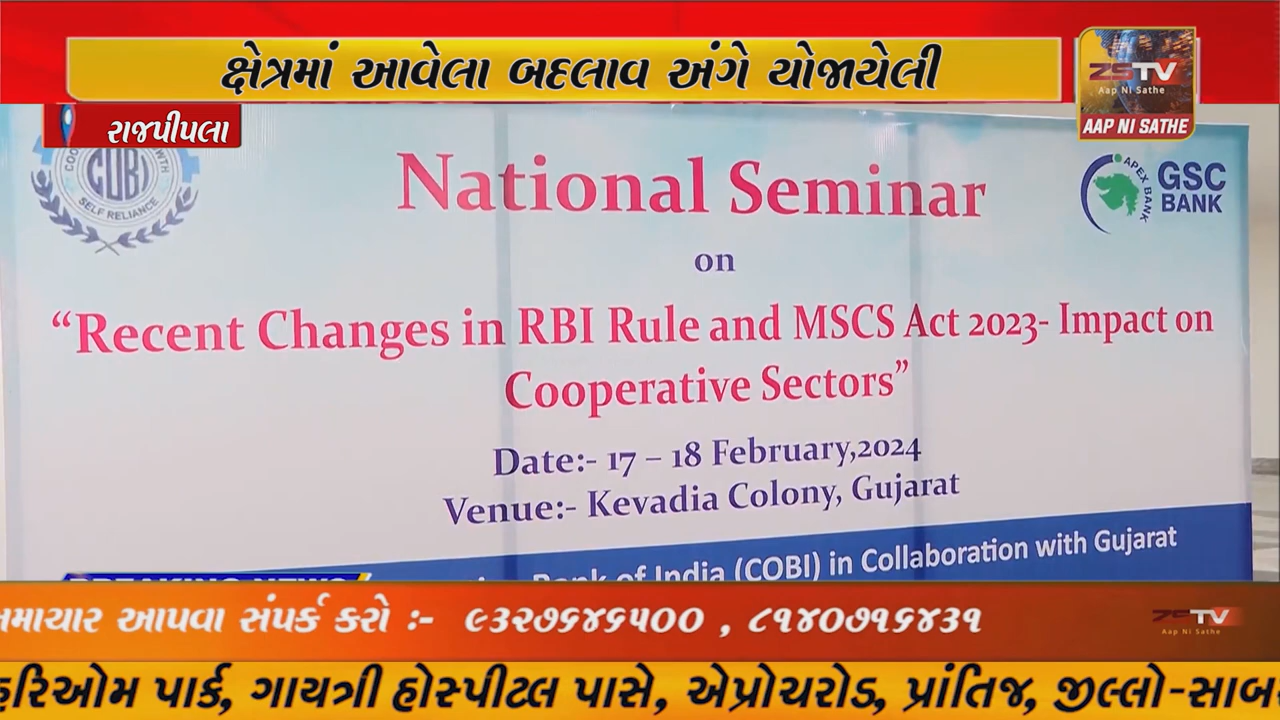 ક્ષેત્રમાં આવેલા બદલાવ અંગે યોજાયેલી
ZSTV
Aap Ni Sathe
AAP NI SATHE
રાજપીપલા
COBI
SELF RELIANCE
National Seminar
APEX BANK
GSC
BANK
on
“Recent Changes in RBI Rule and MSCS Act 2023- Impact on
Cooperative Sectors”
Date:- 17 – 18 February,2024
Venue:- Kevadia Colony, Gujarat
Bank of India (COBI) in Collaboration with Gujarat
BREAKING NEWS
સમાચાર આપવા સંપર્ક કરો :- ૯૩૨૭૬૪૬૫૦૦ , ૮૧૪૦૭૧૬૪૩૧
ZSTV
Aap Ni Sathe
હરિઓમ પાર્ક, ગાયત્રી હોસ્પીટલ પાસે, એપ્રોચરોડ, પ્રાંતિજ, જીલ્લો-સાબ